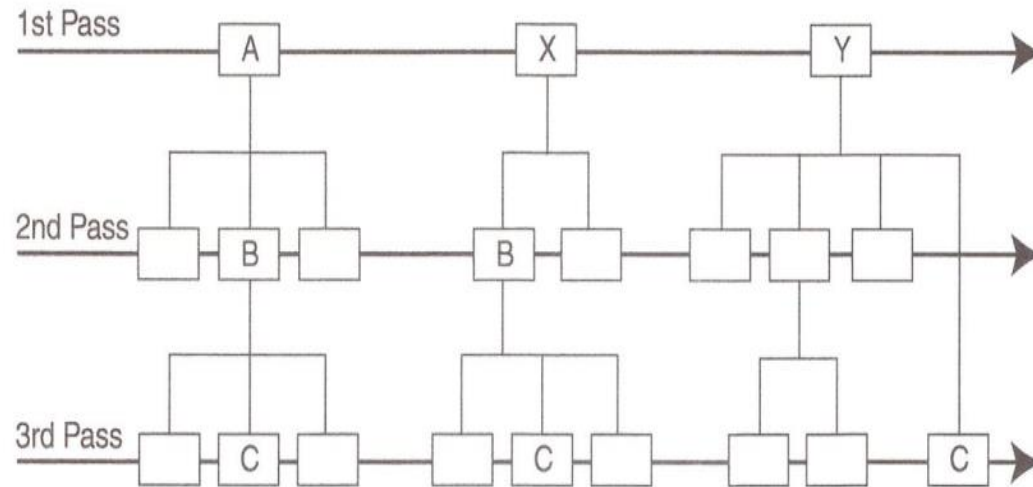 1st Pass
A X Y
2nd Pass
B B
3rd Pass
C C C